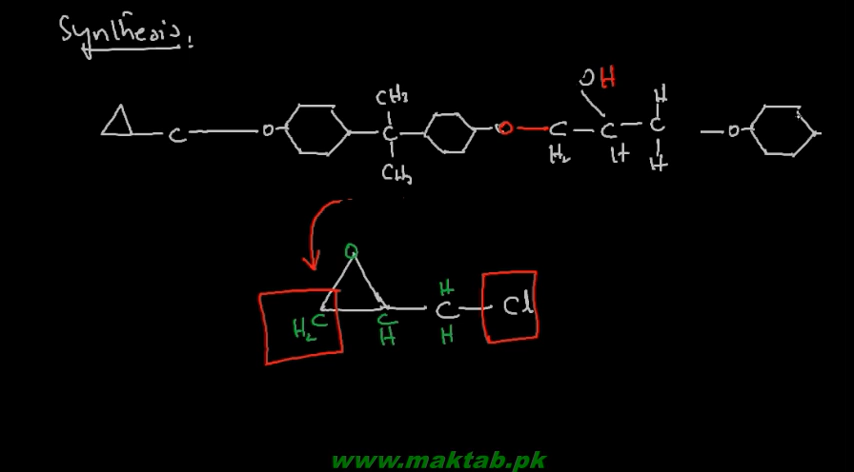 Synthesis.
OH
CH3 H
C O C O C C C O
CH3 H2 H H
O
H
H2C C C Cl
H H
www.maktab.pk